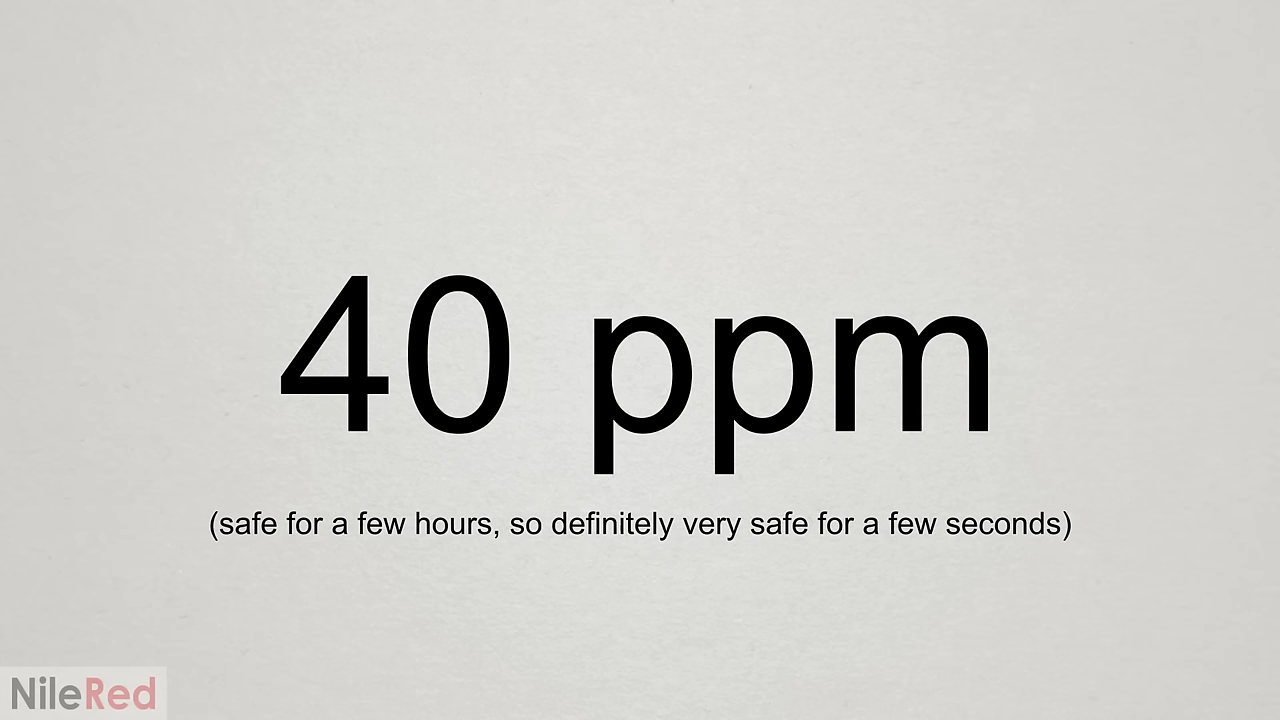 40 ppm
(safe for a few hours, so definitely very safe for a few seconds)
NileRed